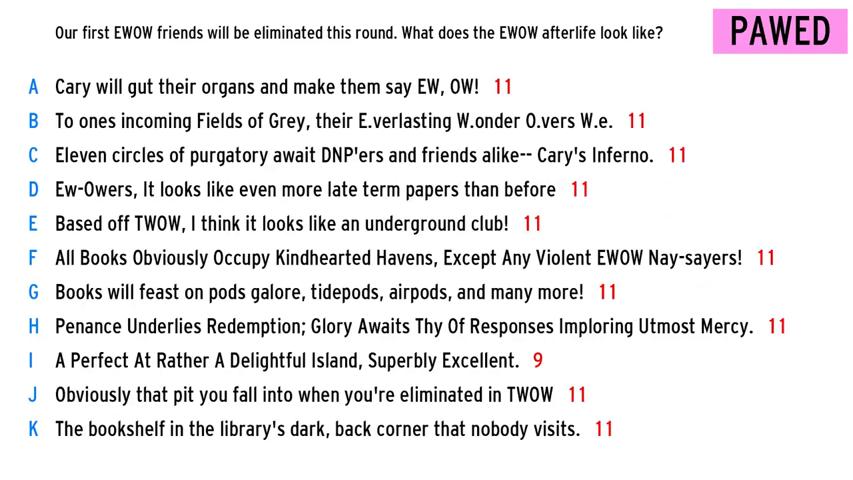 Our first EWOW friends will be eliminated this round. What does the EWOW afterlife look like?
PAWED
A Cary will gut their organs and make them say EW, OW! 11
B To ones incoming Fields of Grey, their E.verlasting W.onder O.vers W.e. 11
C Eleven circles of purgatory await DNP'ers and friends alike-- Cary's Inferno. 11
D Ew-Owers, It looks like even more late term papers than before 11
E Based off TWOW, I think it looks like an underground club! 11
F All Books Obviously Occupy Kindhearted Havens, Except Any Violent EWOW Nay-sayers! 11
G Books will feast on pods galore, tidepods, airpods, and many more! 11
H Penance Underlies Redemption; Glory Awaits Thy Of Responses Imploring Utmost Mercy. 11
I A Perfect At Rather A Delightful Island, Superbly Excellent. 9
J Obviously that pit you fall into when you're eliminated in TWOW 11
K The bookshelf in the library's dark, back corner that nobody visits. 11